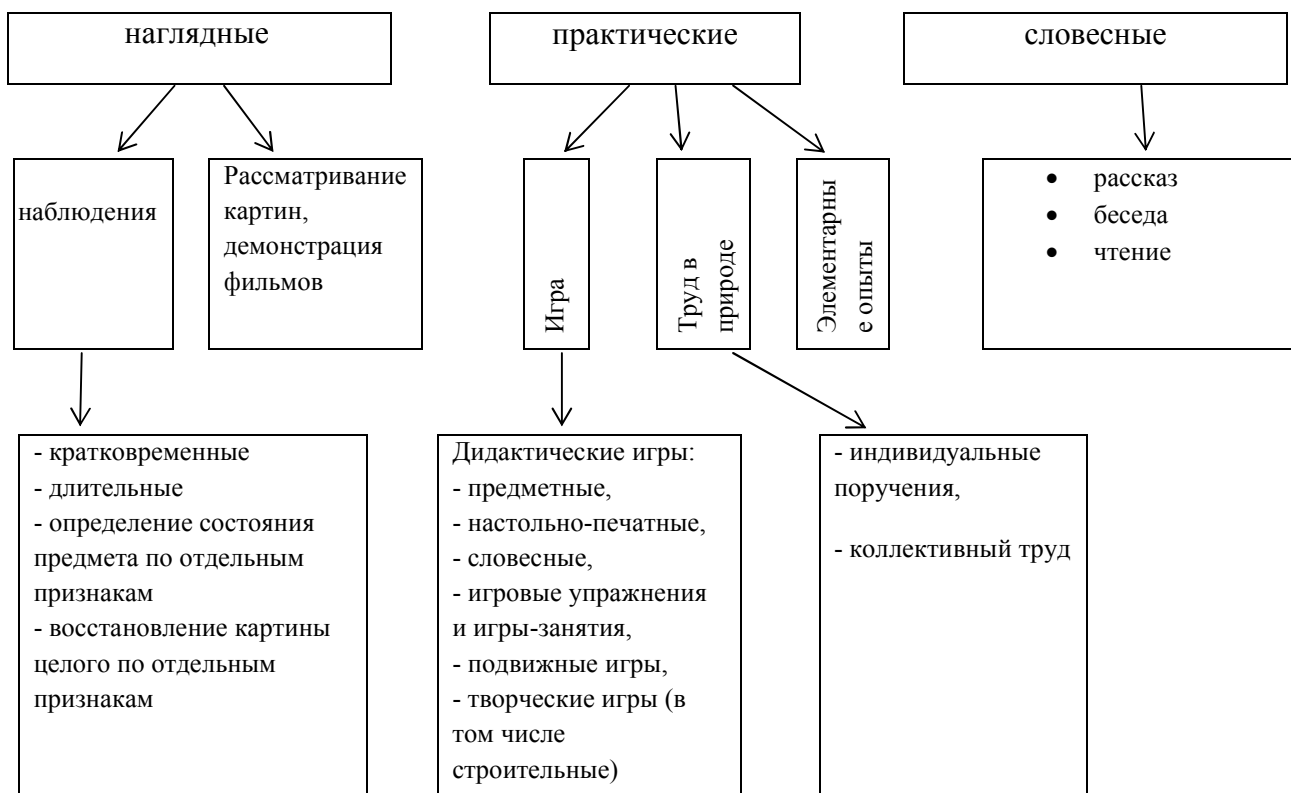 наглядные
практические
словесные
наблюдения
Рассматривание
картин,
демонстрация
фильмов
Игра
Труд в
природе
Элементарны
е опыты
• рассказ
• беседа
• чтение
- кратковременные
- длительные
- определение состояния
предмета по отдельным
признакам
- восстановление картины
целого по отдельным
признакам
Дидактические игры:
- предметные,
- настольно-печатные,
- словесные,
- игровые упражнения
и игры-занятия,
- подвижные игры,
- творческие игры (в
том числе
строительные)
- индивидуальные
поручения,
- коллективный труд